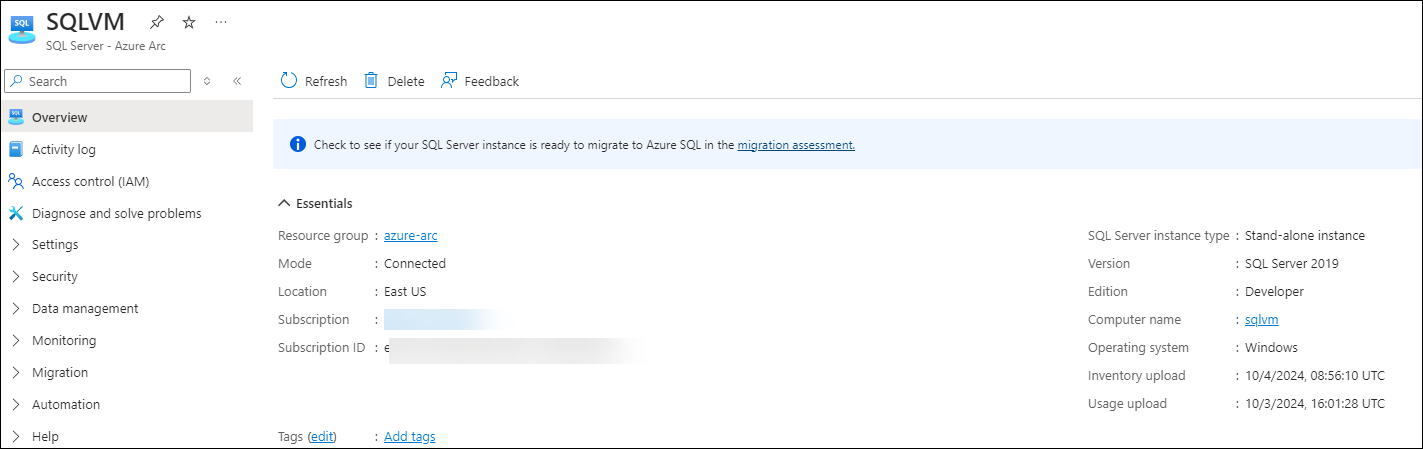 SQLVM
SQL Server - Azure Arc
Search
Overview
Activity log
Access control (IAM)
Diagnose and solve problems
Settings
Security
Data management
Monitoring
Migration
Automation
Help
Refresh Delete Feedback
Check to see if your SQL Server instance is ready to migrate to Azure SQL in the migration assessment.
Essentials
Resource group : azure-arc
Mode : Connected
Location : East US
Subscription :
Subscription ID : e
Tags (edit) : Add tags
SQL Server instance type : Stand-alone instance
Version : SQL Server 2019
Edition : Developer
Computer name : sqlvm
Operating system : Windows
Inventory upload : 10/4/2024, 08:56:10 UTC
Usage upload : 10/3/2024, 16:01:28 UTC